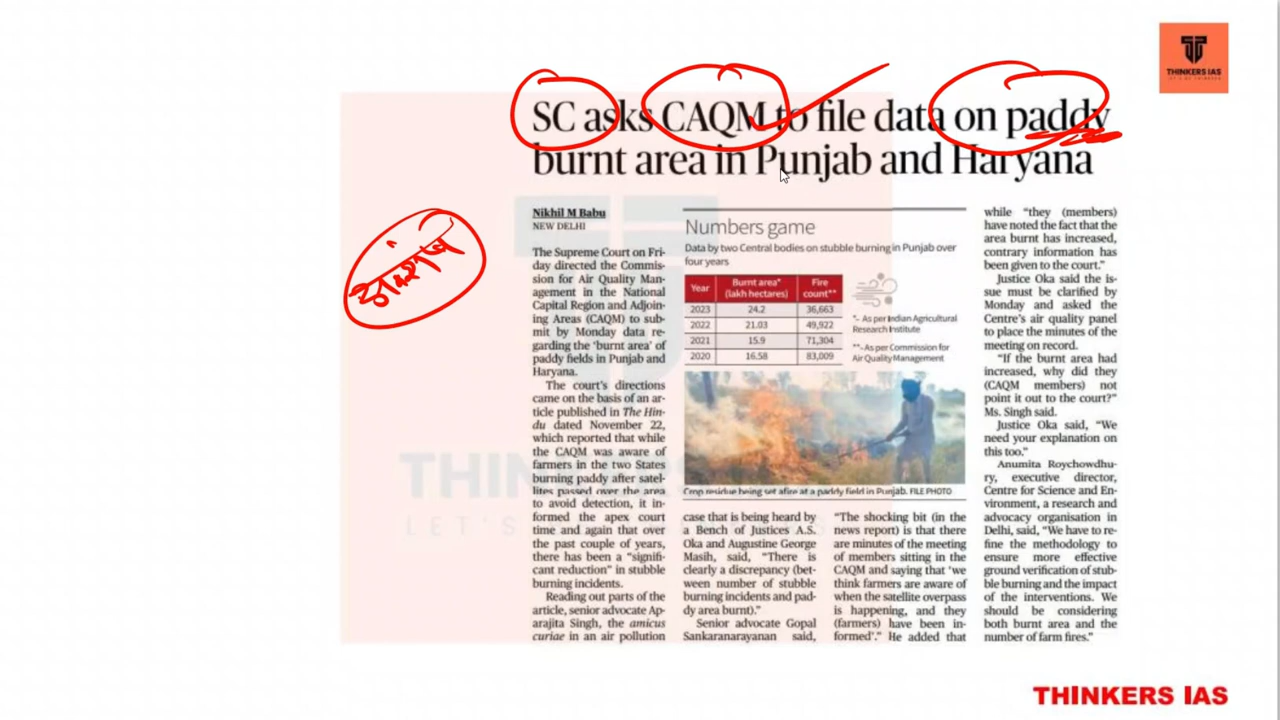 THINKERS IAS
SC asks CAQM to file data on paddy
burnt area in Punjab and Haryana
Nikhil M Babu
NEW DELHI
The Supreme Court on Fri-
day directed the Commis-
sion for Air Quality Man-
agement in the National
Capital Region and Adjoin-
ing Areas (CAQM) to sub-
mit by Monday data re-
garding the ‘burnt area’ of
paddy fields in Punjab and
Haryana.
The court’s directions
came on the basis of an ar-
ticle published in The Hin-
du dated November 22,
which reported that while
the CAQM was aware of
farmers in the two States
burning paddy after satel-
lites passed over the area
to avoid detection, it in-
formed the apex court
time and again that over
the past couple of years,
there has been a “signifi-
cant reduction” in stubble
burning incidents.
Reading out parts of the
article, senior advocate Ap-
arajita Singh, the amicus
curiae in an air pollution
Numbers game
Data by two Central bodies on stubble burning in Punjab over
four years
Year Burnt area* (lakh hectares) Fire count**
2023 24.2 36,663
2022 21.03 49,922
2021 15.9 71,304
2020 16.58 83,009
*- As per Indian Agricultural
Research Institute
**- As per Commission for
Air Quality Management
Crop residue being set afire at a paddy field in Punjab. FILE PHOTO
case that is being heard by
a Bench of Justices A.S.
Oka and Augustine George
Masih, said, “There is
clearly a discrepancy (bet-
ween number of stubble
burning incidents and pad-
dy area burnt).”
Senior advocate Gopal
Sankaranarayanan said,
“The shocking bit (in the
news report) is that there
are minutes of the meeting
of members sitting in the
CAQM and saying that ‘we
think farmers are aware of
when the satellite overpass
is happening, and they
(farmers) have been in-
formed’.” He added that
while “they (members)
have noted the fact that the
area burnt has increased,
contrary information has
been given to the court.”
Justice Oka said the is-
sue must be clarified by
Monday and asked the
Centre’s air quality panel
to place the minutes of the
meeting on record.
“If the burnt area had
increased, why did they
(CAQM members) not
point it out to the court?”
Ms. Singh said.
Justice Oka said, “We
need your explanation on
this too.”
Anumita Roychowdhu-
ry, executive director,
Centre for Science and En-
vironment, a research and
advocacy organisation in
Delhi, said, “We have to re-
fine the methodology to
ensure more effective
ground verification of stub-
ble burning and the impact
of the interventions. We
should be considering
both burnt area and the
number of farm fires.”
THINKERS IAS